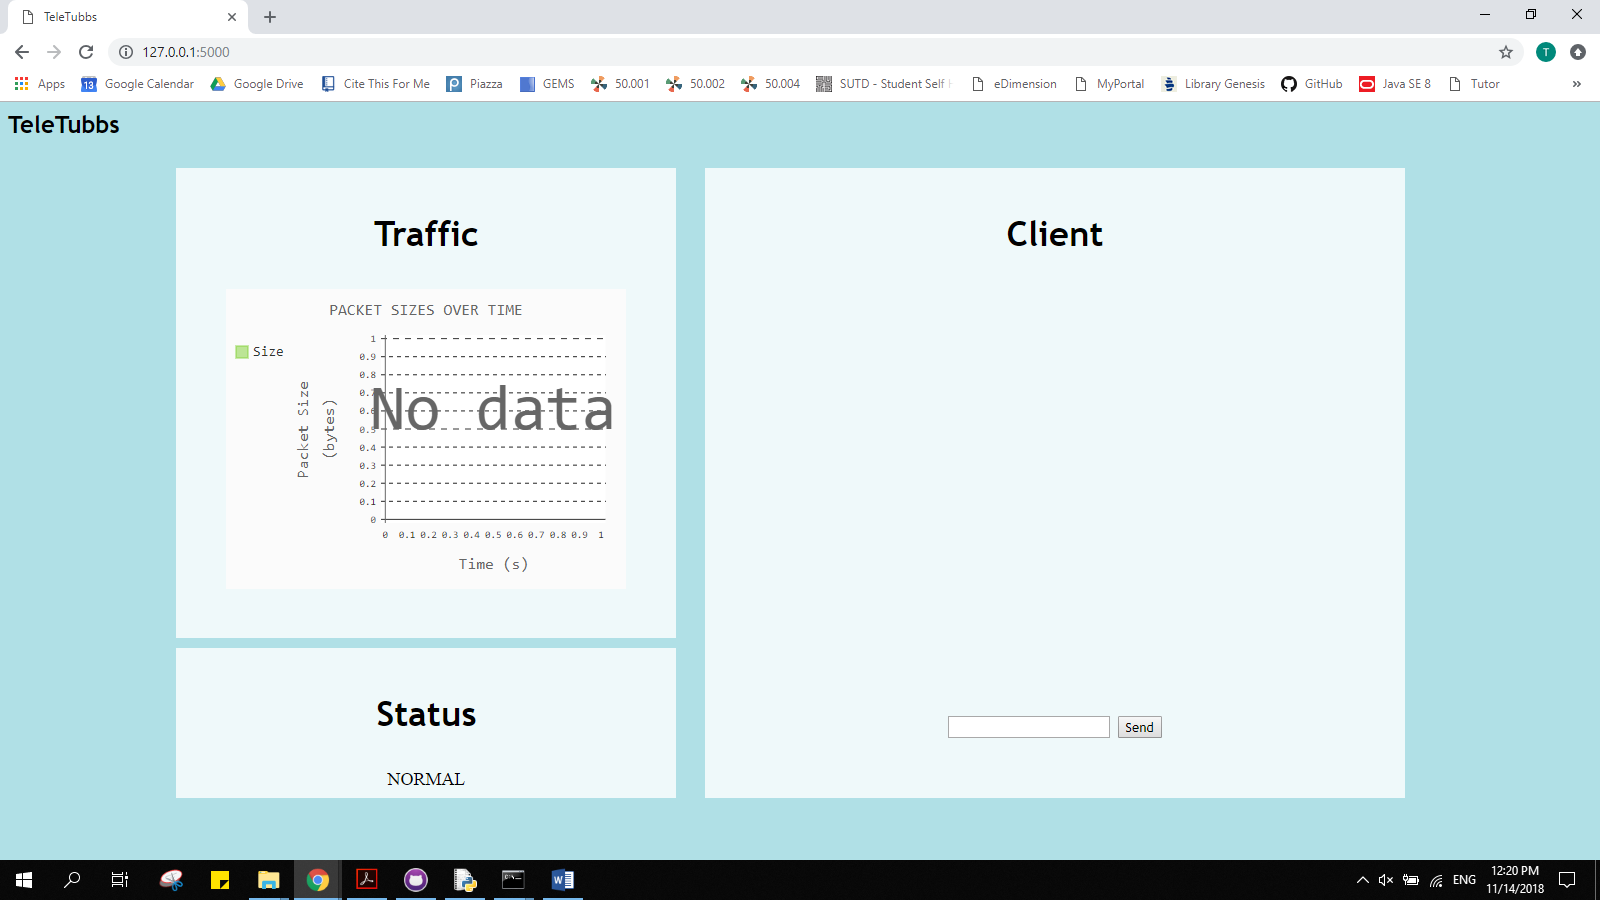 TeleTubbs
127.0.0.1:5000
T
Apps
13 Google Calendar
Google Drive
Cite This For Me
Piazza
GEMS
50.001
50.002
50.004
SUTD - Student Self
eDimension
MyPortal
Library Genesis
GitHub
Java SE 8
Tutor
»
TeleTubbs
Traffic
PACKET SIZES OVER TIME
Size
Packet Size
(bytes)
1
0.9
0.8
0.7
0.6
0.5
0.4
0.3
0.2
0.1
0
No data
0 0.1 0.2 0.3 0.4 0.5 0.6 0.7 0.8 0.9 1
Time (s)
Status
NORMAL
Client
Send
ENG
12:20 PM
11/14/2018